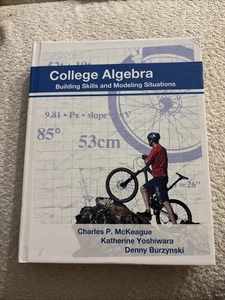 College Algebra
Building Skills and Modeling Situations
9.81 • Px • slope
85°
53cm
= 26"
Charles P. McKeague
Katherine Yoshiwara
Denny Burzynski